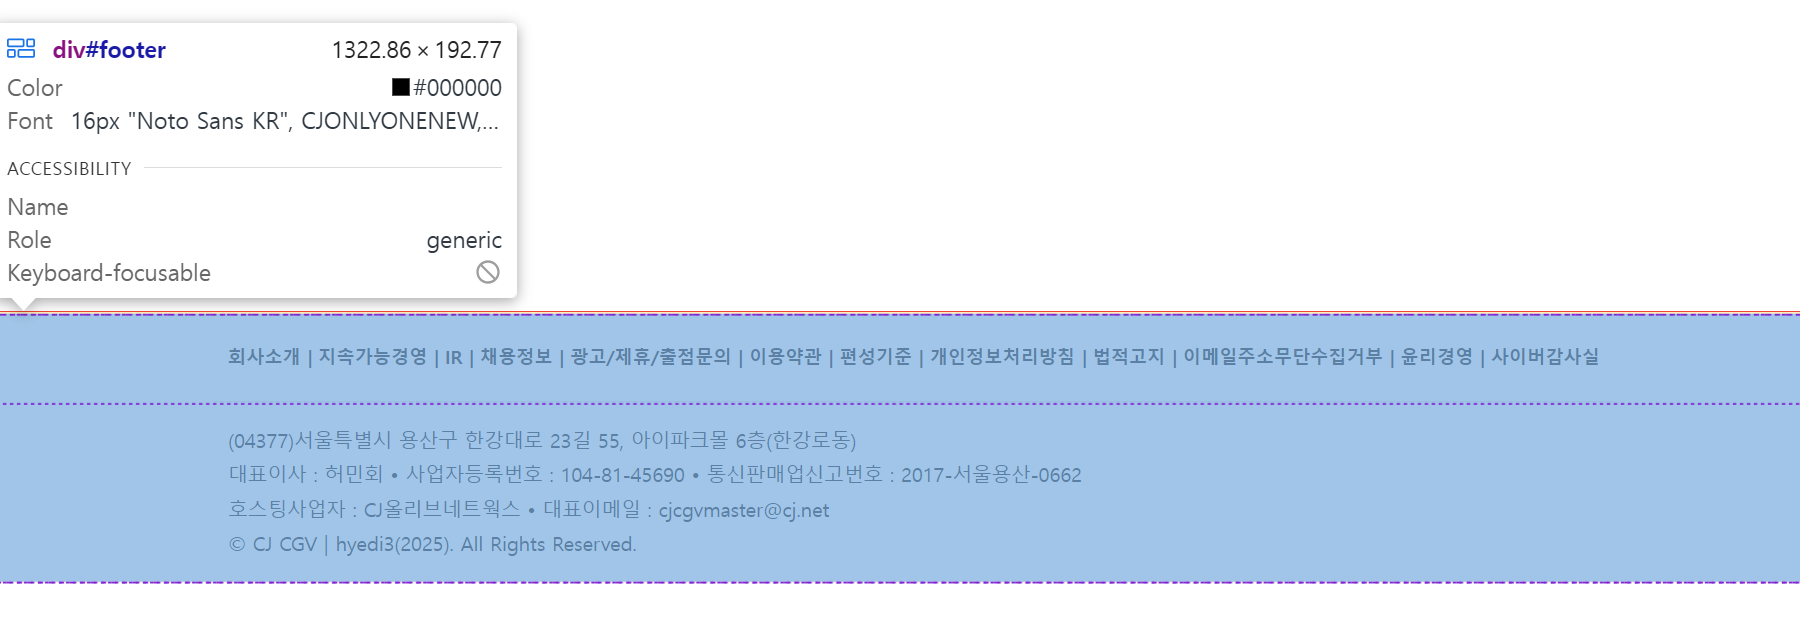 div#footer 1322.86 × 192.77
Color #000000
Font 16px "Noto Sans KR", CJONLYONENEW,...
ACCESSIBILITY
Name
Role generic
Keyboard-focusable
회사소개 | 지속가능경영 | IR | 채용정보 | 광고/제휴/출점문의 | 이용약관 | 편성기준 | 개인정보처리방침 | 법적고지 | 이메일주소무단수집거부 | 윤리경영 | 사이버감사실
(04377)서울특별시 용산구 한강대로 23길 55, 아이파크몰 6층(한강로동)
대표이사 : 허민회 • 사업자등록번호 : 104-81-45690 • 통신판매업신고번호 : 2017-서울용산-0662
호스팅사업자 : CJ올리브네트웍스 • 대표이메일 : cjcgvmaster@cj.net
© CJ CGV | hyedi3(2025). All Rights Reserved.